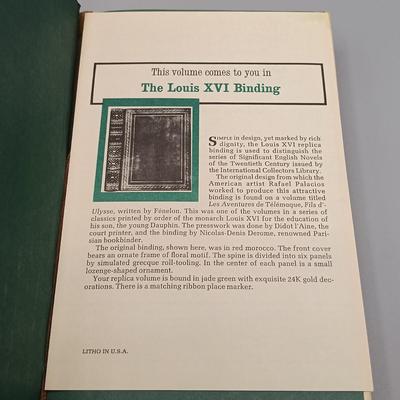 This volume comes to you in
The Louis XVI Binding
SIMPLE in design, yet marked by rich
dignity, the Louis XVI replica
binding is used to distinguish the
series of Significant English Novels
of the Twentieth Century issued by
the International Collectors Library.
The original design from which the
American artist Rafael Palacios
worked to produce this attractive
binding is found on a volume titled
Les Aventures de Télémaque, Fils d'-
Ulysse, written by Fénelon. This was one of the volumes in a series of
classics printed by order of the monarch Louis XVI for the education of
his son, the young Dauphin. The presswork was done by Didot l'Aine, the
court printer, and the binding by Nicolas-Denis Derome, renowned Pari-
sian bookbinder.
The original binding, shown here, was in red morocco. The front cover
bears an ornate frame of floral motif. The spine is divided into six panels
by simulated grecque roll-tooling. In the center of each panel is a small
lozenge-shaped ornament.
Your replica volume is bound in jade green with exquisite 24K gold dec-
orations. There is a matching ribbon place marker.
LITHO IN U.S.A.